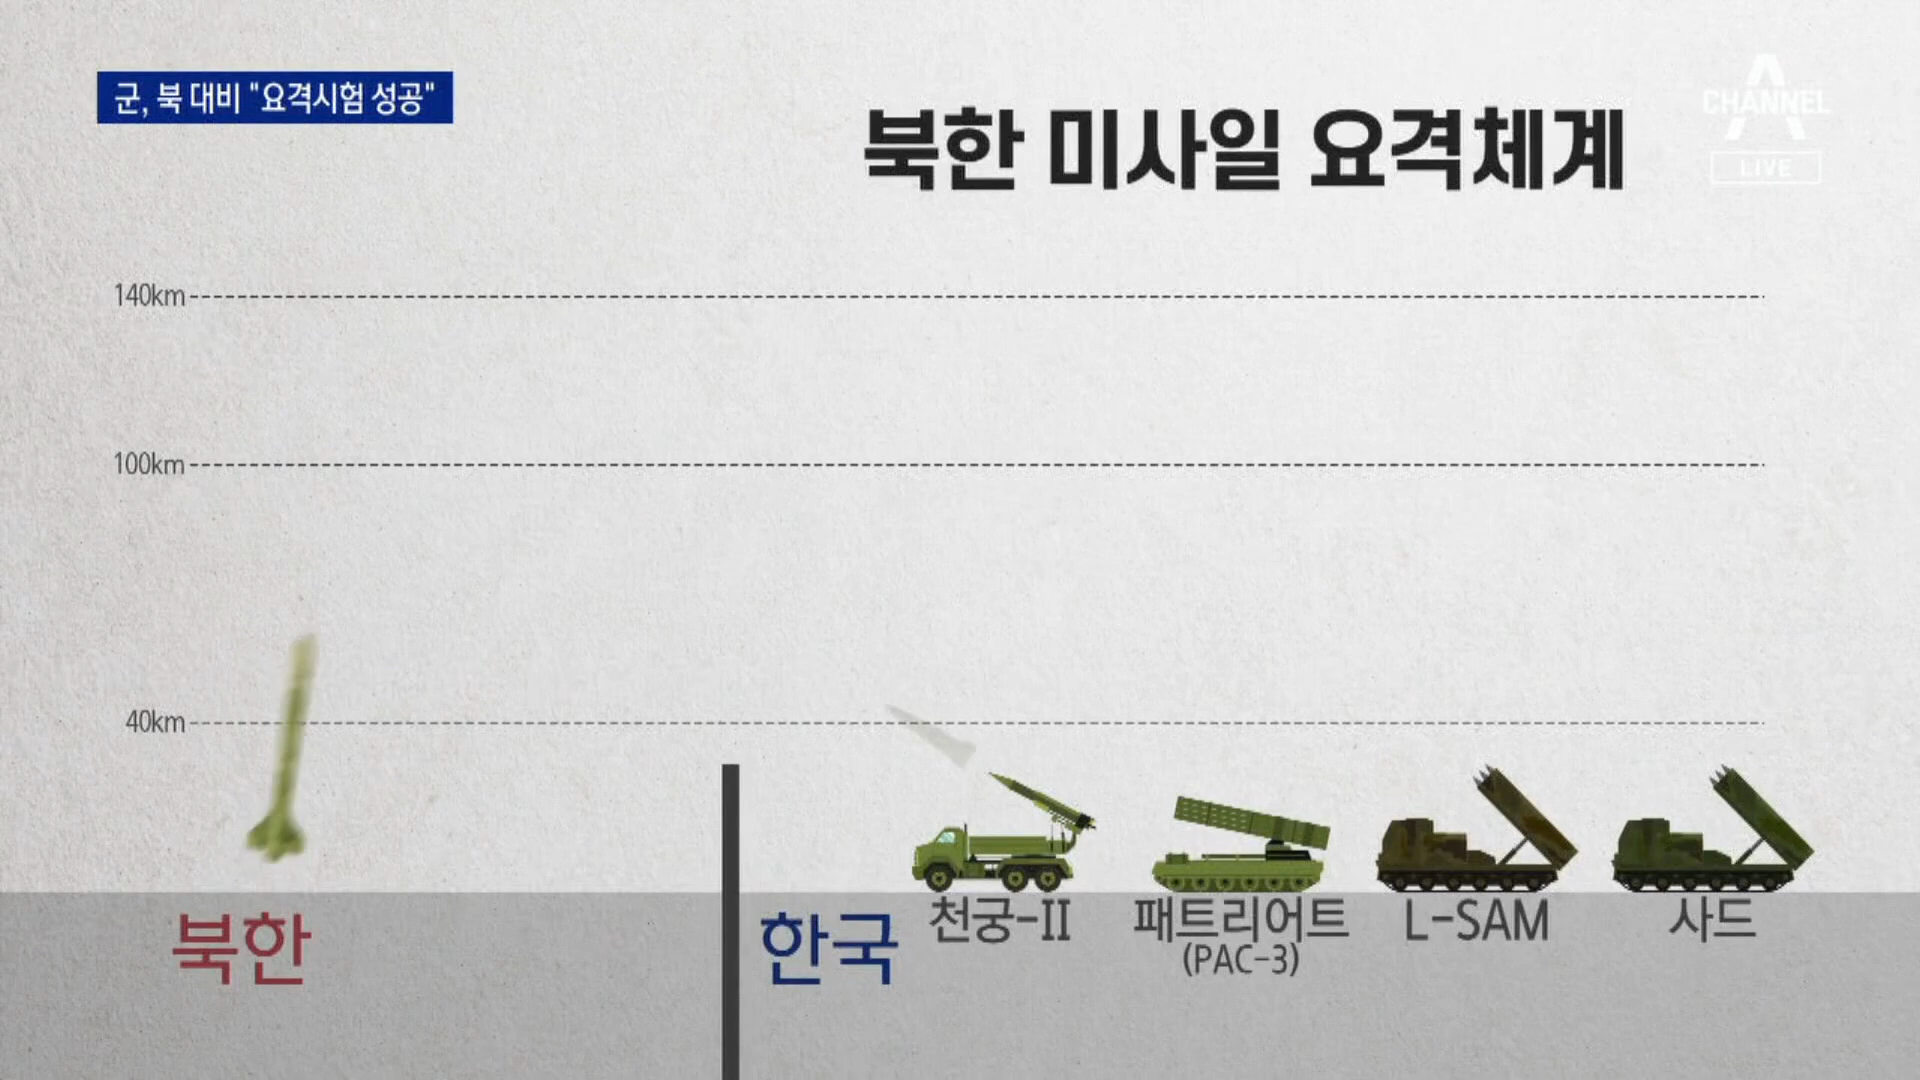 군, 북 대비 "요격시험 성공"
북한 미사일 요격체계
CHANNEL A
LIVE
140km
100km
40km
북한
한국
천궁-II
패트리어트
(PAC-3)
L-SAM
사드